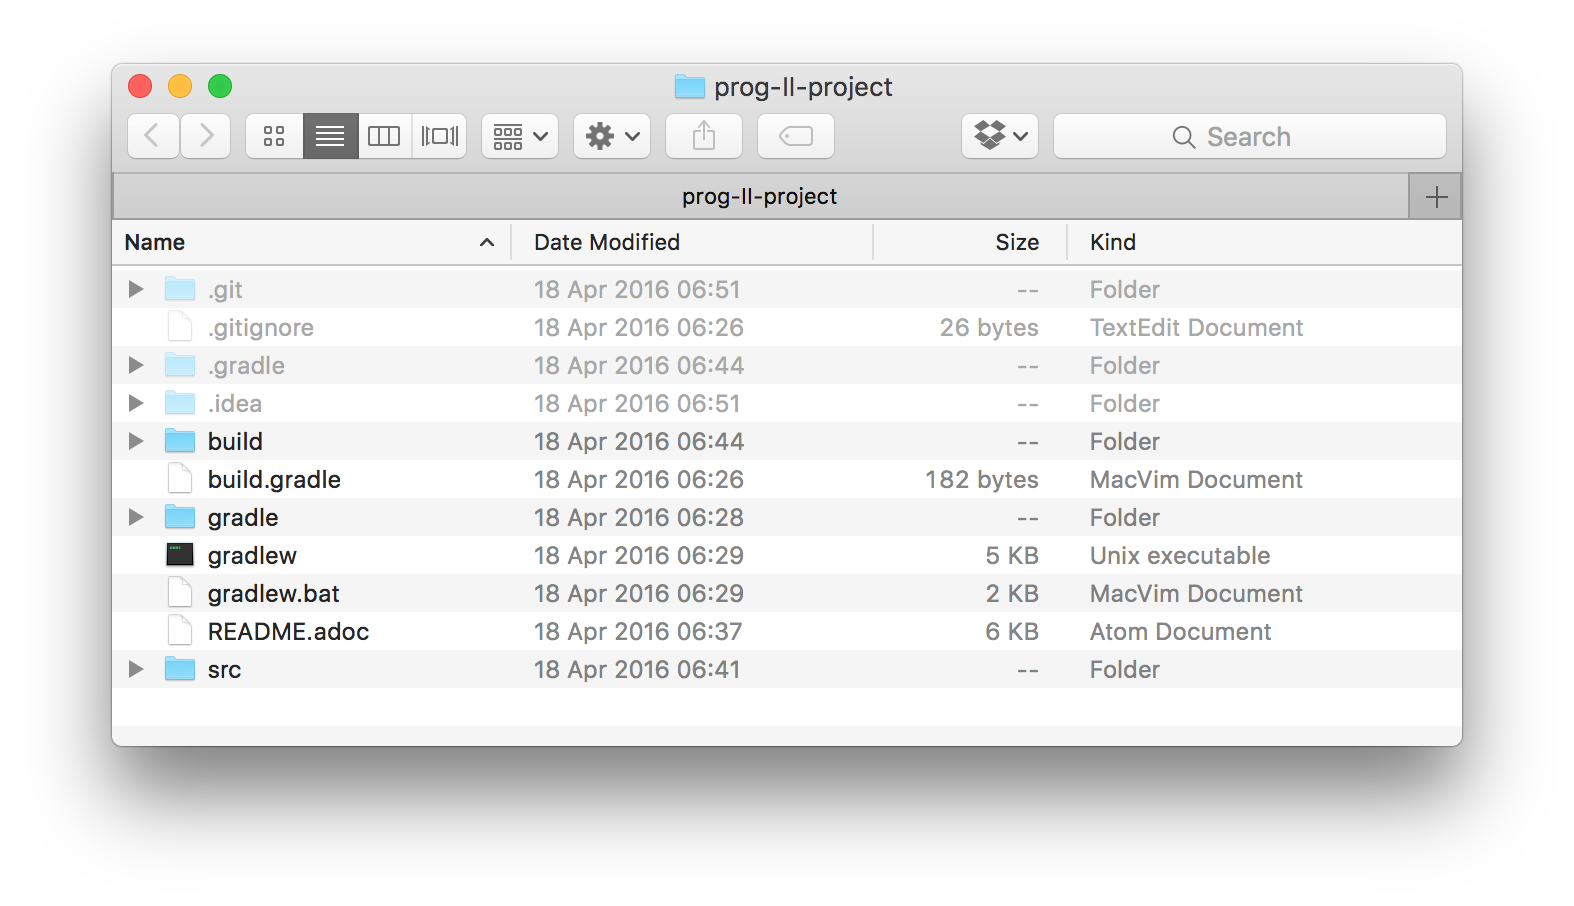 prog-II-project
Search
prog-II-project
Name Date Modified Size Kind
.git 18 Apr 2016 06:51 -- Folder
.gitignore 18 Apr 2016 06:26 26 bytes TextEdit Document
.gradle 18 Apr 2016 06:44 -- Folder
.idea 18 Apr 2016 06:51 -- Folder
build 18 Apr 2016 06:44 -- Folder
build.gradle 18 Apr 2016 06:26 182 bytes MacVim Document
gradle 18 Apr 2016 06:28 -- Folder
gradlew 18 Apr 2016 06:29 5 KB Unix executable
gradlew.bat 18 Apr 2016 06:29 2 KB MacVim Document
README.adoc 18 Apr 2016 06:37 6 KB Atom Document
src 18 Apr 2016 06:41 -- Folder